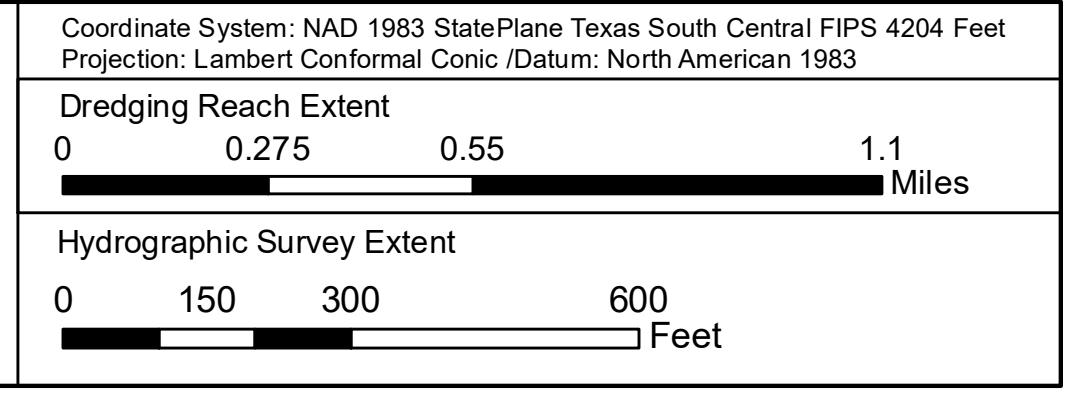 Coordinate System: NAD 1983 StatePlane Texas South Central FIPS 4204 Feet
Projection: Lambert Conformal Conic /Datum: North American 1983
Dredging Reach Extent
0 0.275 0.55 1.1
Miles
Hydrographic Survey Extent
0 150 300 600
Feet